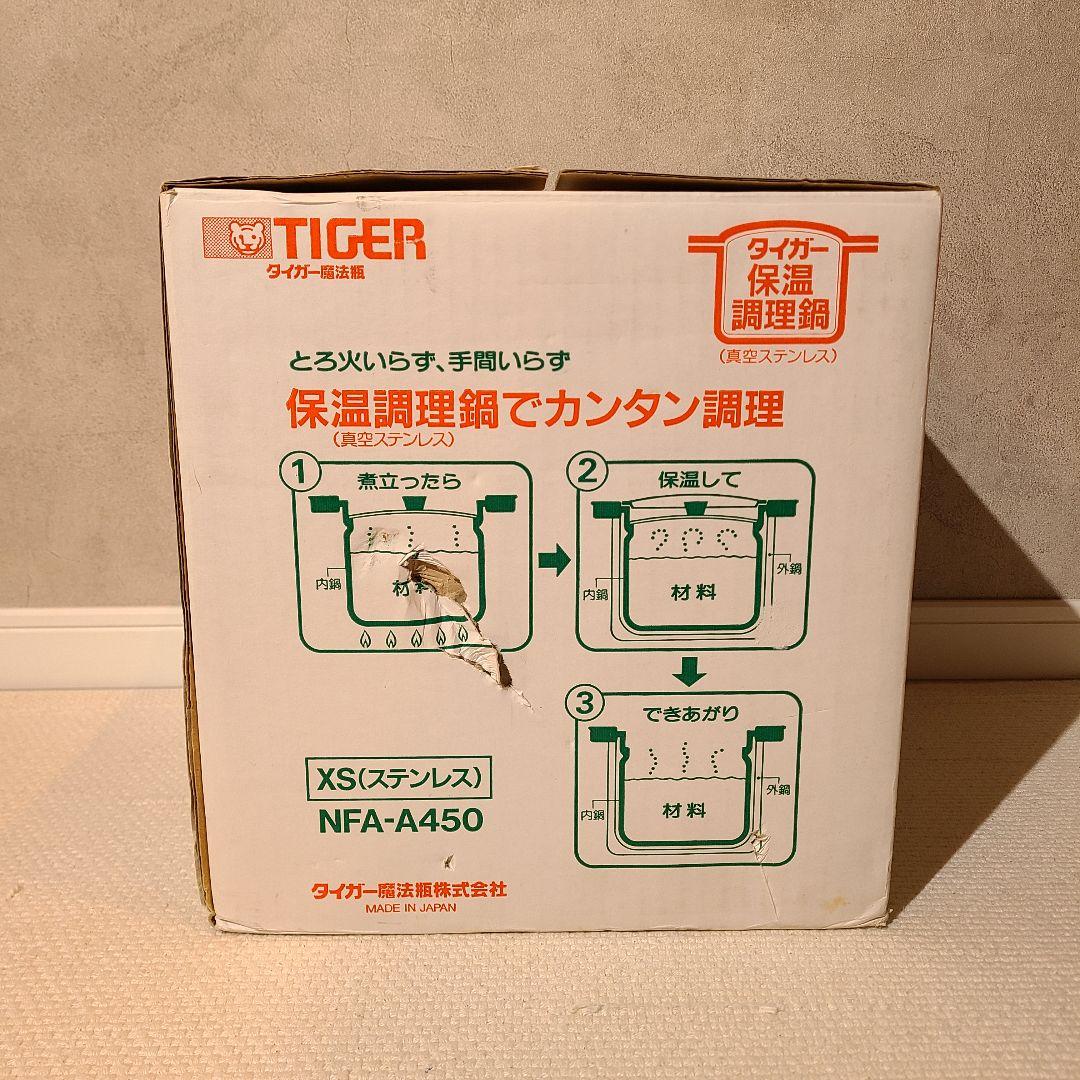 TIGER
タイガー魔法瓶
タイガー
保温
調理鍋
(真空ステンレス)
とろ火いらず、手間いらず
保温調理鍋でカンタン調理
(真空ステンレス)
1
煮立ったら
内鍋
材料
2
保温して
内鍋
材料
外鍋
3
できあがり
内鍋
材料
外鍋
XS(ステンレス)
NFA-A450
タイガー魔法瓶株式会社
MADE IN JAPAN